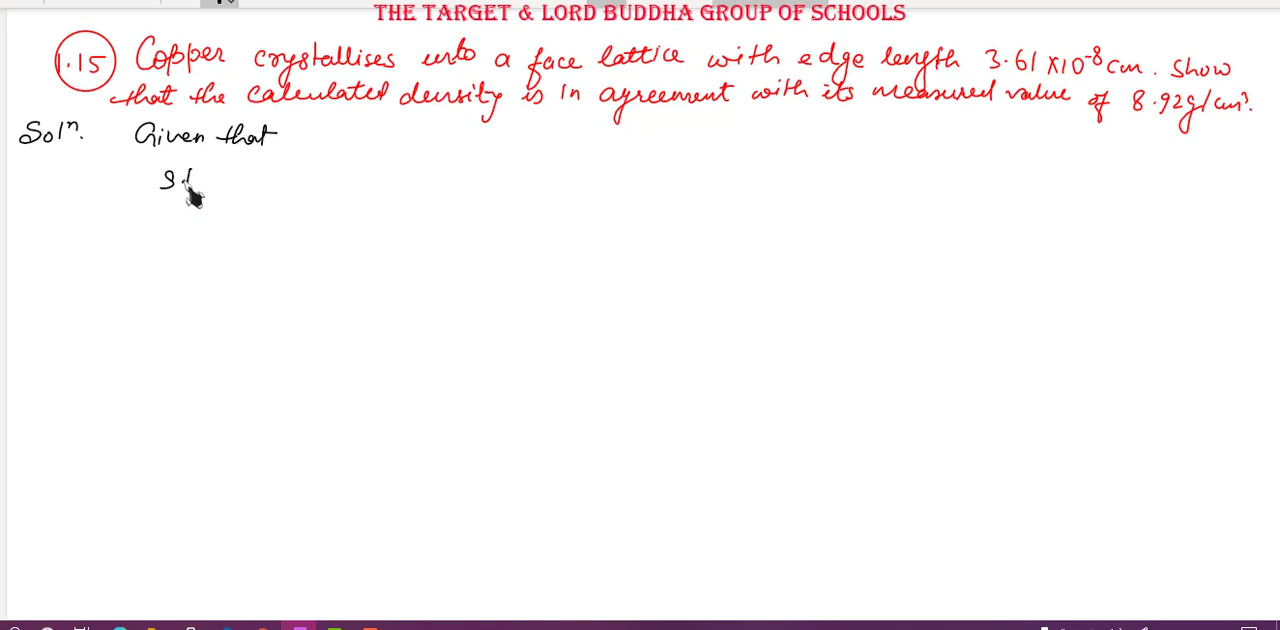 THE TARGET & LORD BUDDHA GROUP OF SCHOOLS
1.15 Copper crystallises into a face lattice with edge length 3.61 x10-8 cm. Show
that the calculated density is in agreement with its measured value of 8.92g/cm3.
Soln. Given that